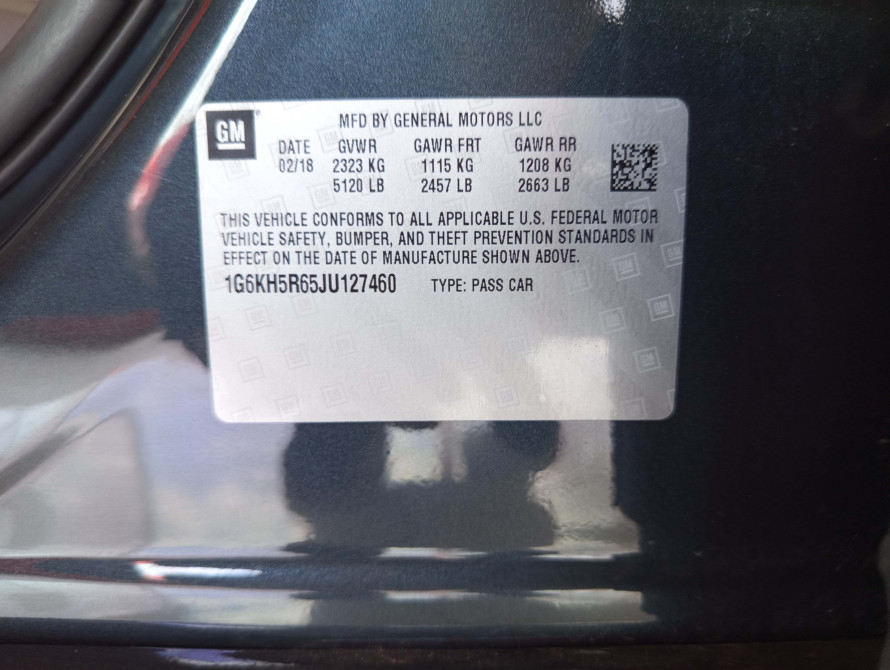 GM
MFD BY GENERAL MOTORS LLC
DATE GVWR GAWR FRT GAWR RR
02/18 2323 KG 1115 KG 1208 KG
5120 LB 2457 LB 2663 LB
THIS VEHICLE CONFORMS TO ALL APPLICABLE U.S. FEDERAL MOTOR
VEHICLE SAFETY, BUMPER, AND THEFT PREVENTION STANDARDS IN
EFFECT ON THE DATE OF MANUFACTURE SHOWN ABOVE.
1G6KH5R65JU127460 TYPE: PASS CAR